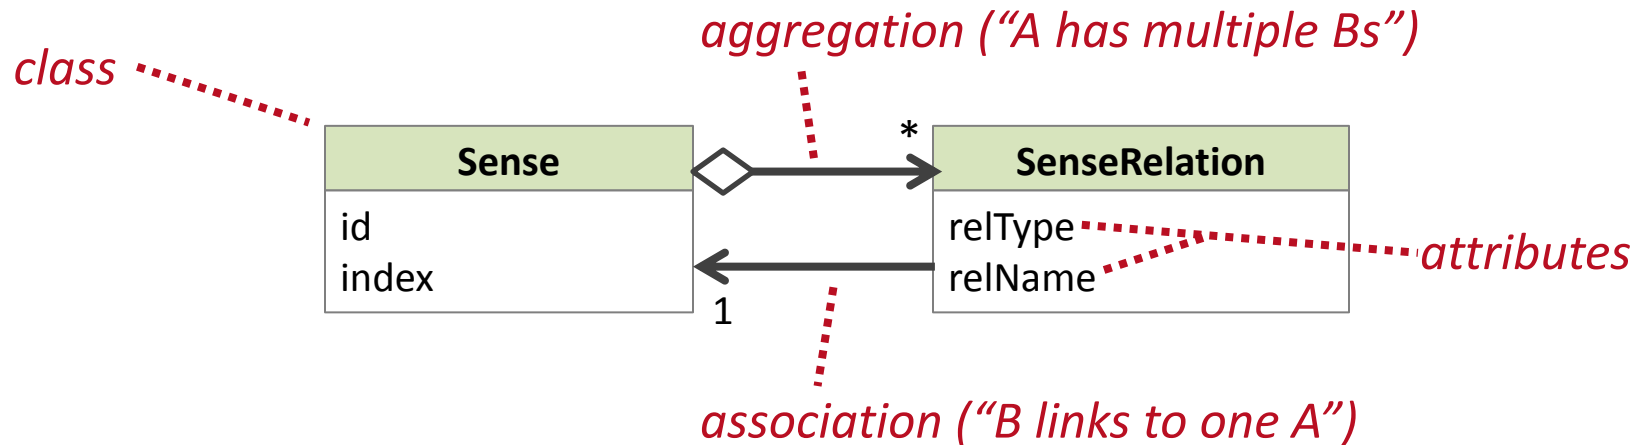 aggregation (“A has multiple Bs”)
class
*
Sense
SenseRelation
id
index
relType
relName
attributes
1
association (“B links to one A”)